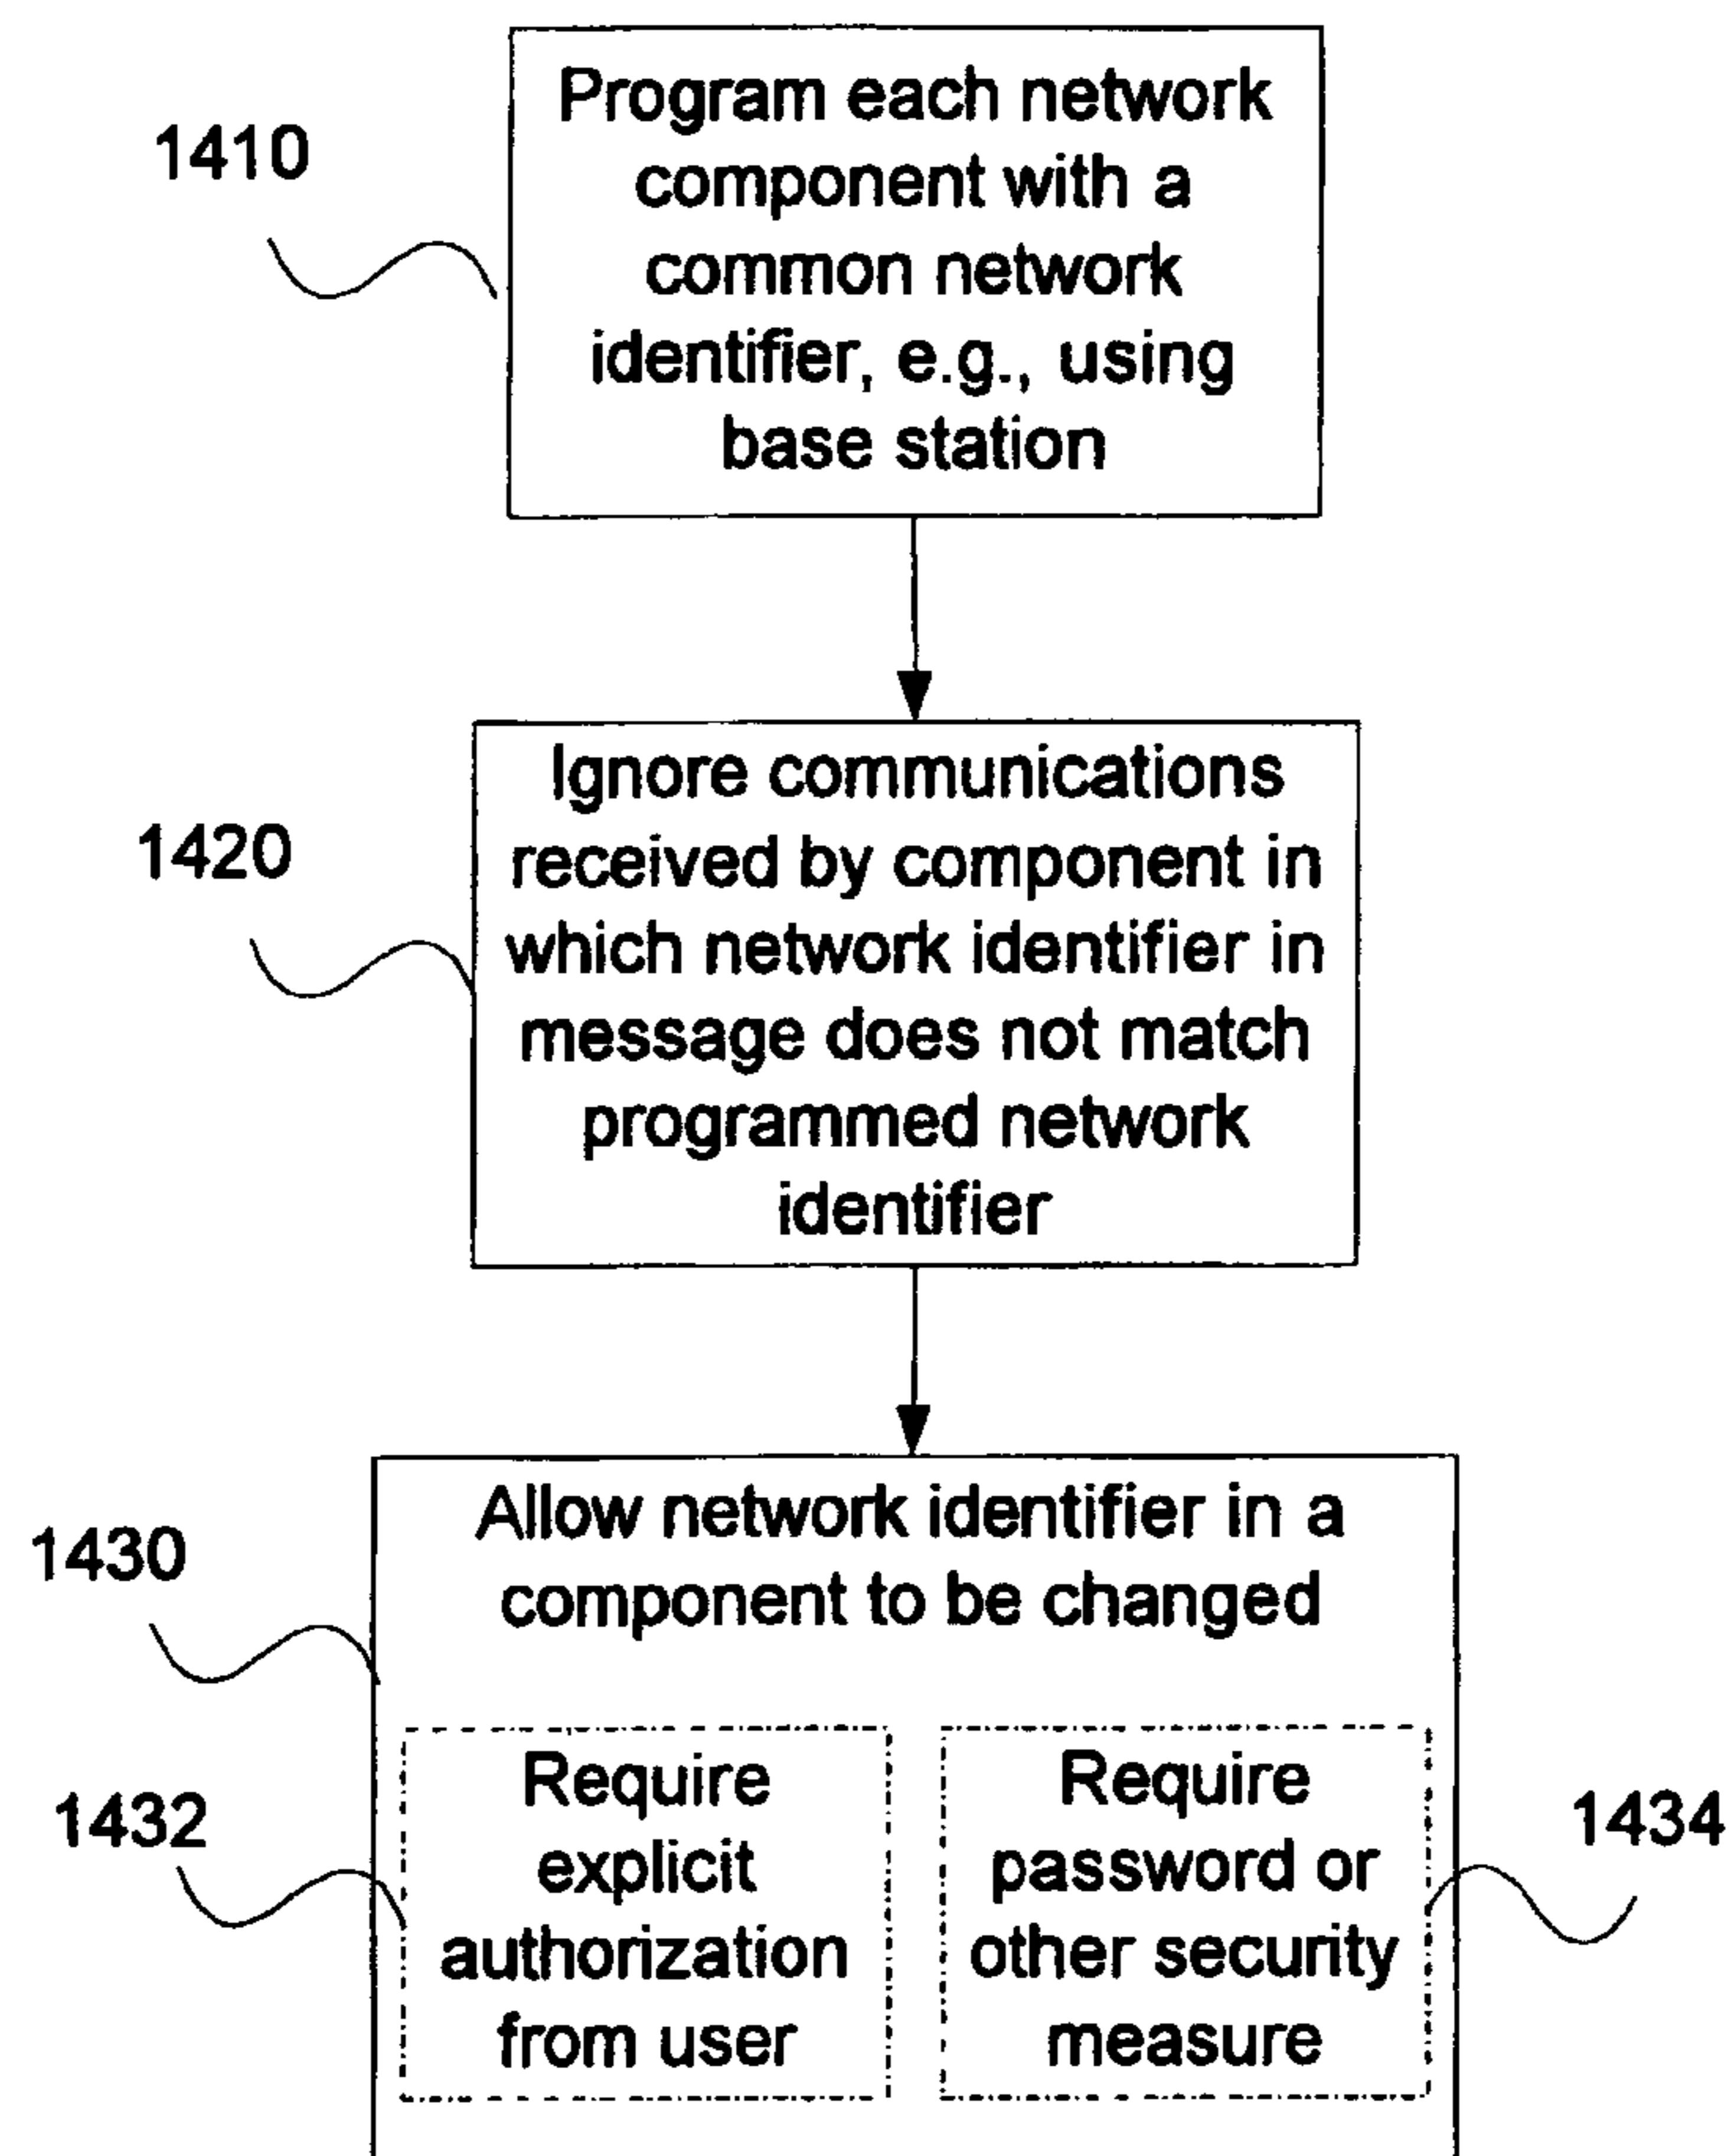 1410
Program each network
component with a
common network
identifier, e.g., using
base station
1420
Ignore communications
received by component in
which network identifier in
message does not match
programmed network
identifier
1430
Allow network identifier in a
component to be changed
1432
Require
explicit
authorization
from user
Require
password or
other security
measure
1434